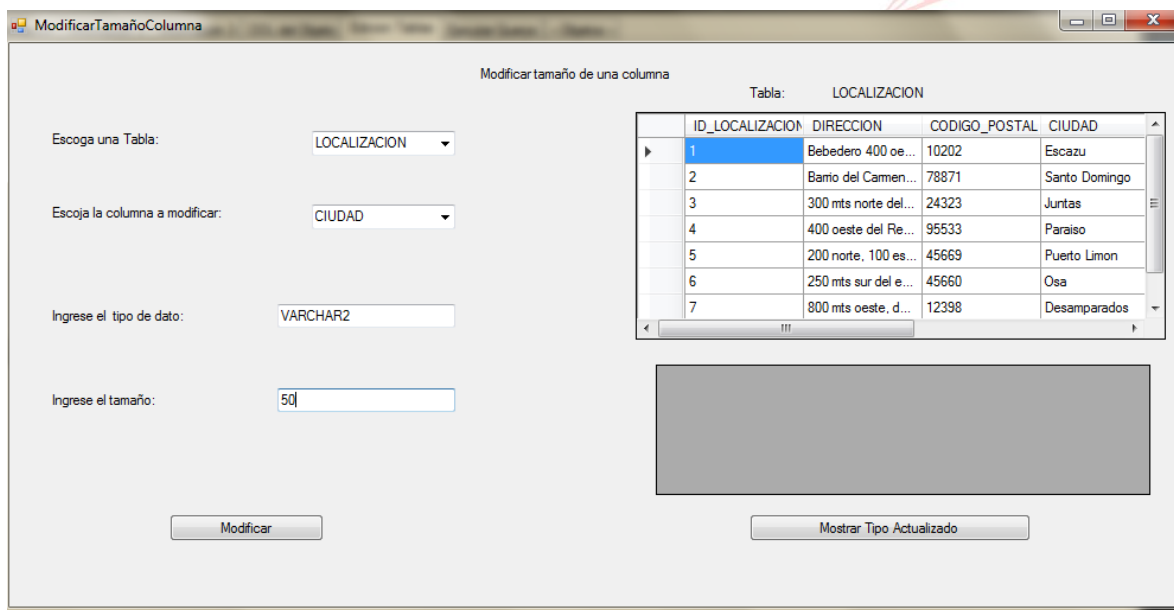 ModificarTamañoColumna
Modificar tamaño de una columna
Tabla: LOCALIZACION
Escoga una Tabla: LOCALIZACION
Escoja la columna a modificar: CIUDAD
Ingrese el tipo de dato: VARCHAR2
Ingrese el tamaño: 50
Modificar
ID_LOCALIZACION DIRECCION CODIGO_POSTAL CIUDAD
1 Bebedero 400 oe... 10202 Escazu
2 Barrio del Carmen... 78871 Santo Domingo
3 300 mts norte del... 24323 Juntas
4 400 oeste del Re... 95533 Paraiso
5 200 norte, 100 es... 45669 Puerto Limon
6 250 mts sur del e... 45660 Osa
7 800 mts oeste, d... 12398 Desamparados
Mostrar Tipo Actualizado